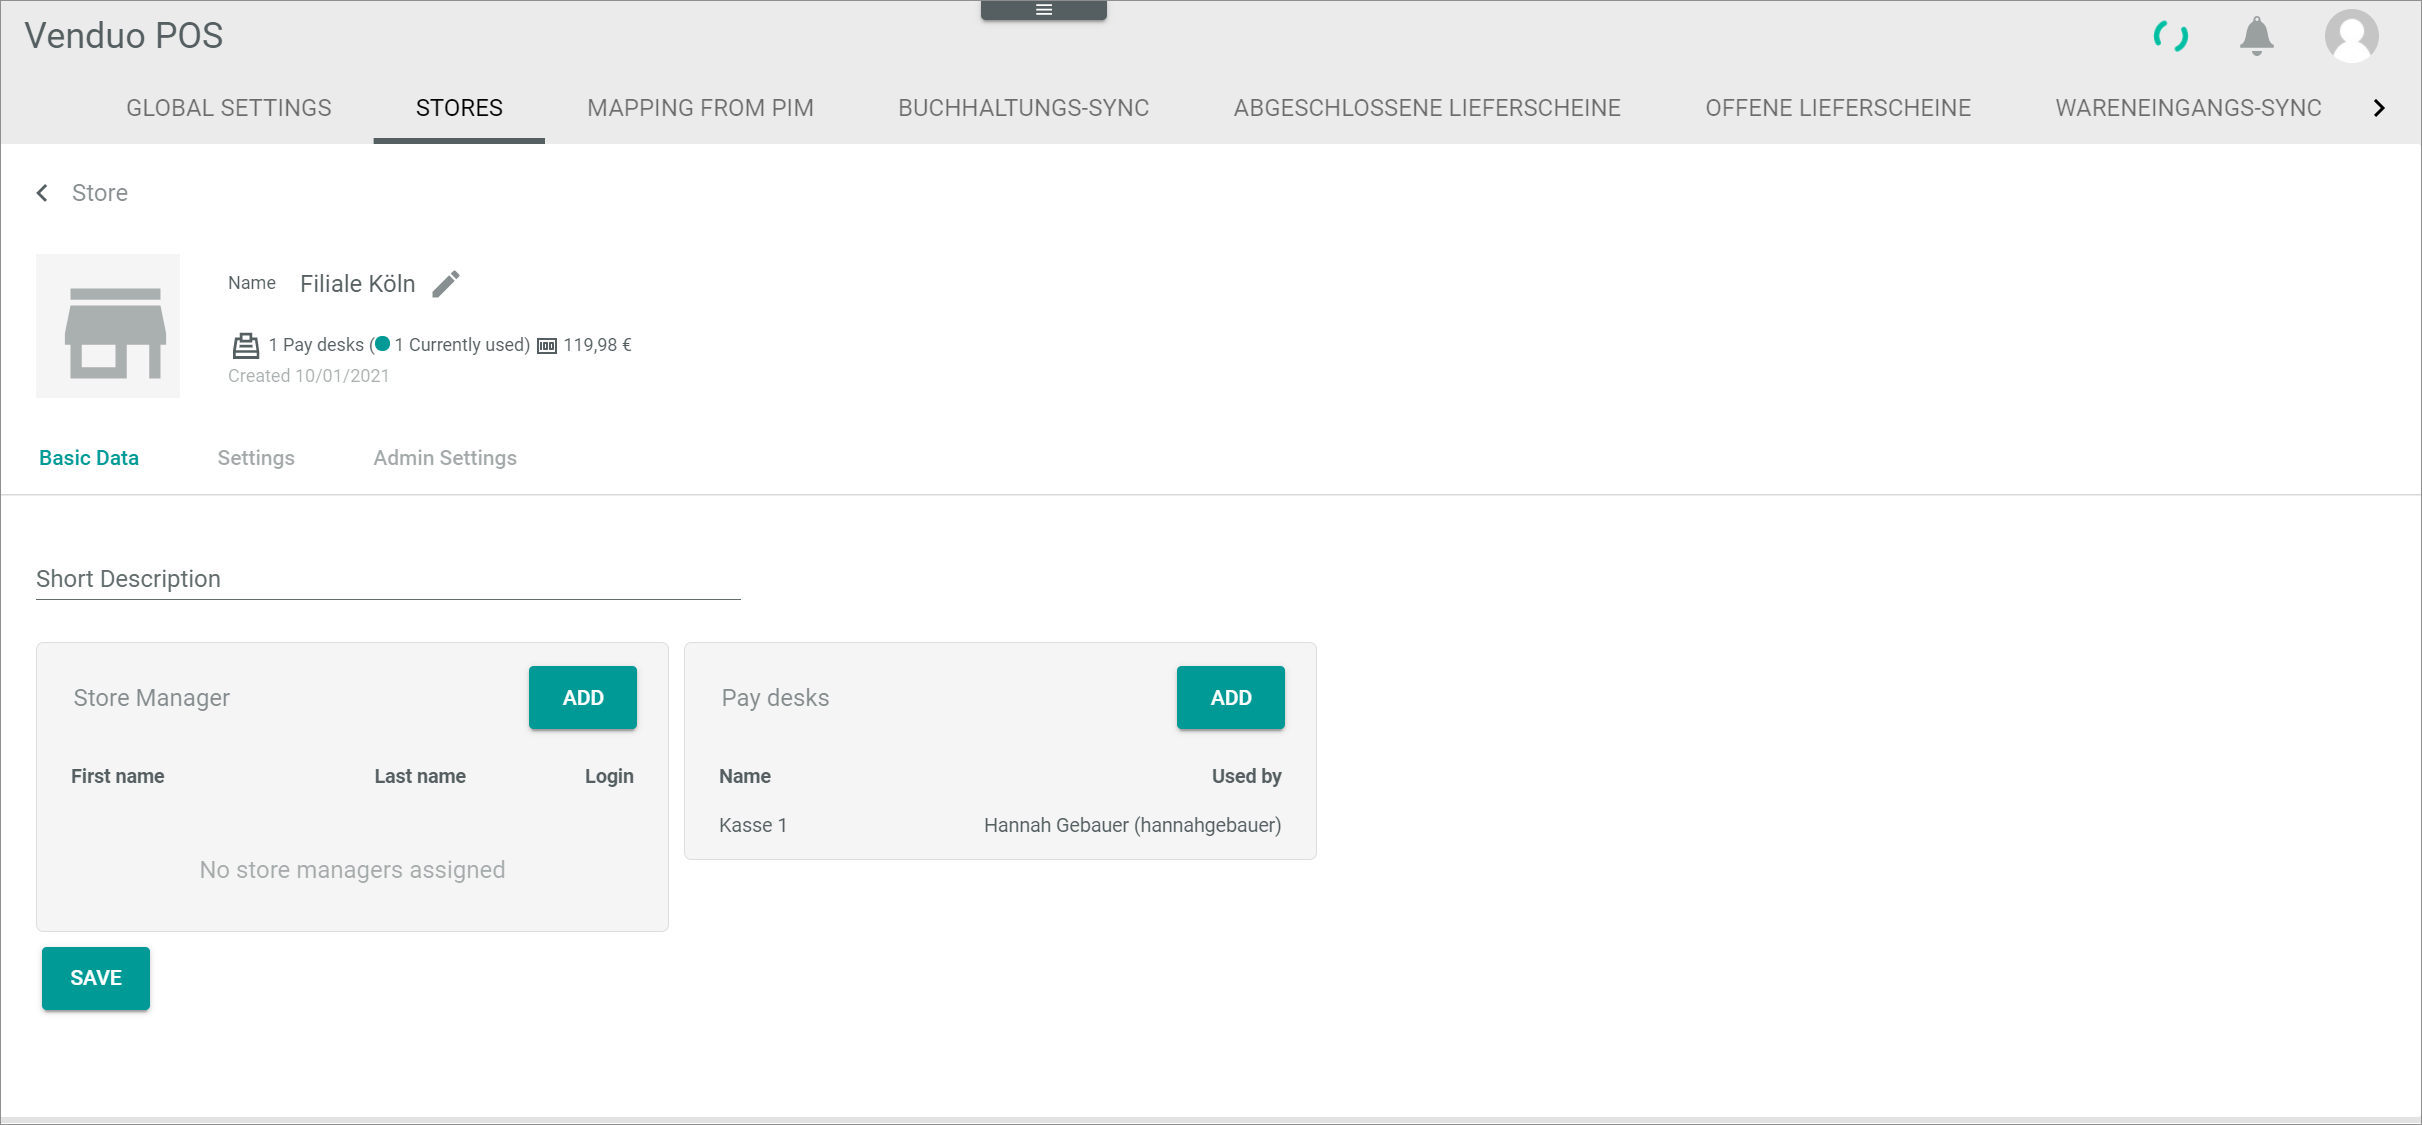 Venduo POS
GLOBAL SETTINGS STORES MAPPING FROM PIM BUCHHALTUNGS-SYNC ABGESCHLOSSENE LIEFERSCHEINE OFFENE LIEFERSCHEINE WARENEINGANGS-SYNC
Store
Name Filiale Köln
1 Pay desks (1 Currently used) 119,98 €
Created 10/01/2021
Basic Data Settings Admin Settings
Short Description
Store Manager ADD
First name Last name Login
No store managers assigned
Pay desks ADD
Name Used by
Kasse 1 Hannah Gebauer (hannahgebauer)
SAVE